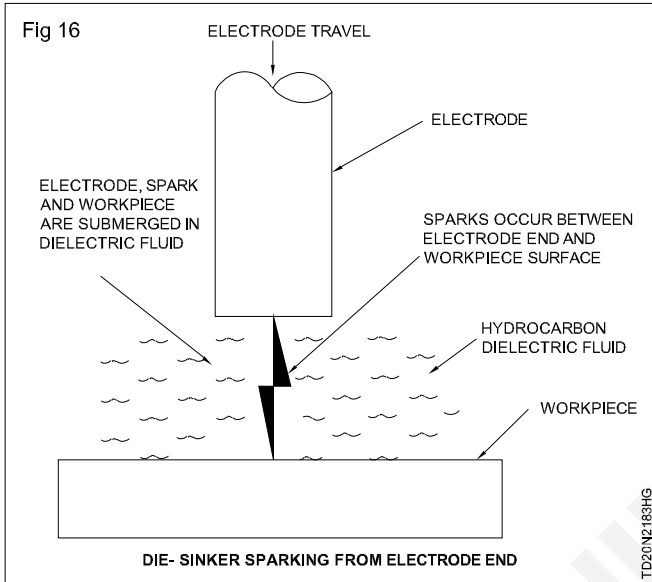 Fig 16
ELECTRODE TRAVEL
ELECTRODE
ELECTRODE, SPARK
AND WORKPIECE
ARE SUBMERGED IN
DIELECTRIC FLUID
SPARKS OCCUR BETWEEN
ELECTRODE END AND
WORKPIECE SURFACE
HYDROCARBON
DIELECTRIC FLUID
WORKPIECE
DIE- SINKER SPARKING FROM ELECTRODE END
TD20N2183HG